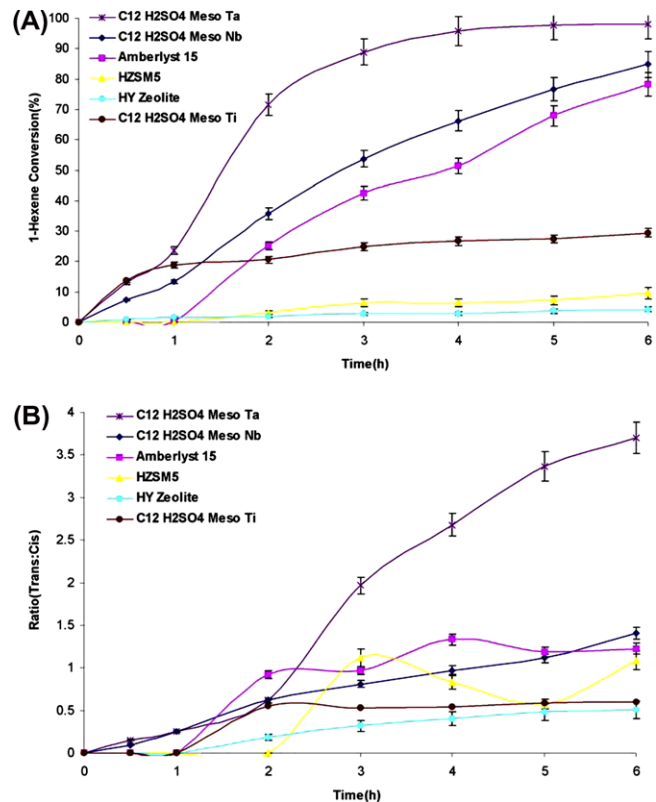 (A)
C12 H2SO4 Meso Ta
C12 H2SO4 Meso Nb
Amberlyst 15
HZSM5
HY Zeolite
C12 H2SO4 Meso Ti
1-Hexene Conversion(%)
100
90
80
70
60
50
40
30
20
10
0
0 1 2 3 4 5 6
Time(h)
(B)
C12 H2SO4 Meso Ta
C12 H2SO4 Meso Nb
Amberlyst 15
HZSM5
HY Zeolite
C12 H2SO4 Meso Ti
Ratio(Trans:Cis)
4
3.5
3
2.5
2
1.5
1
0.5
0
0 1 2 3 4 5 6
Time(h)